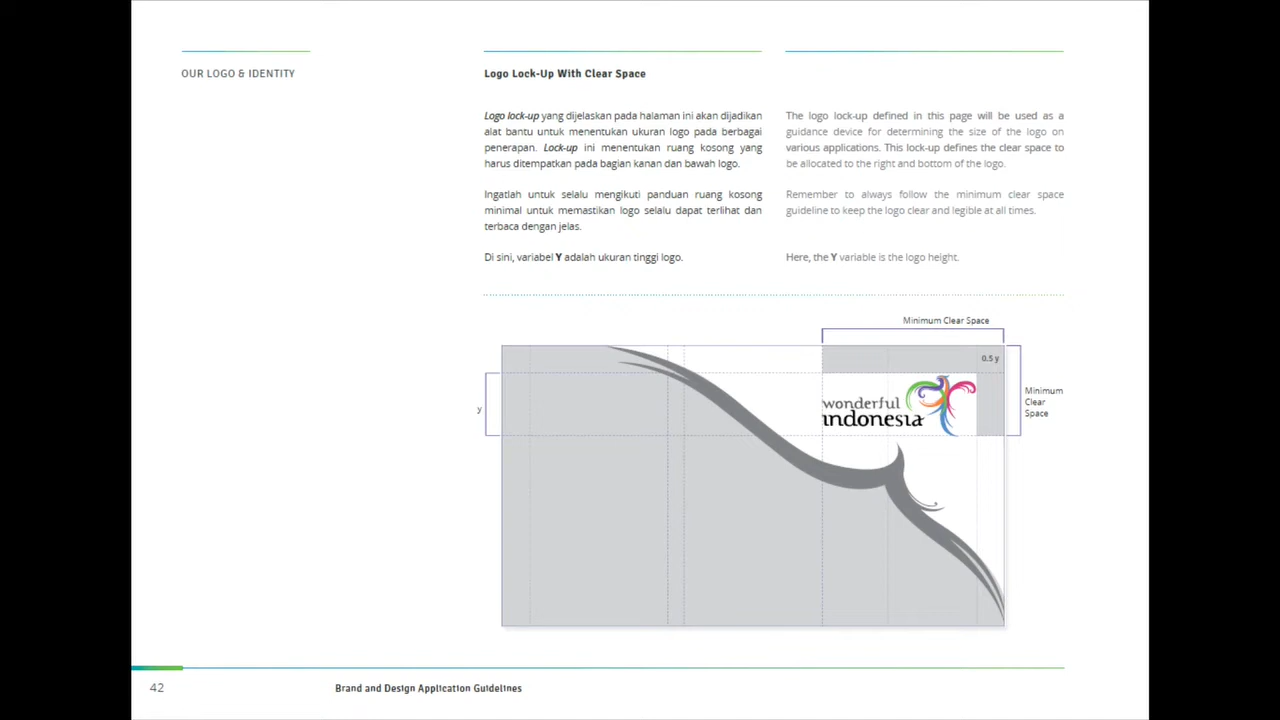 OUR LOGO & IDENTITY
Logo Lock-Up With Clear Space
Logo lock-up yang dijelaskan pada halaman ini akan dijadikan
alat bantu untuk menentukan ukuran logo pada berbagai
penerapan. Lock-up ini menentukan ruang kosong yang
harus ditempatkan pada bagian kanan dan bawah logo.
Ingatlah untuk selalu mengikuti panduan ruang kosong
minimal untuk memastikan logo selalu dapat terlihat dan
terbaca dengan jelas.
Di sini, variabel Y adalah ukuran tinggi logo.
The logo lock-up defined in this page will be used as a
guidance device for determining the size of the logo on
various applications. This lock-up defines the clear space to
be allocated to the right and bottom of the logo.
Remember to always follow the minimum clear space
guideline to keep the logo clear and legible at all times.
Here, the Y variable is the logo height.
Minimum Clear Space
0.5 y
y
wonderful
indonesia
Minimum
Clear
Space
42
Brand and Design Application Guidelines